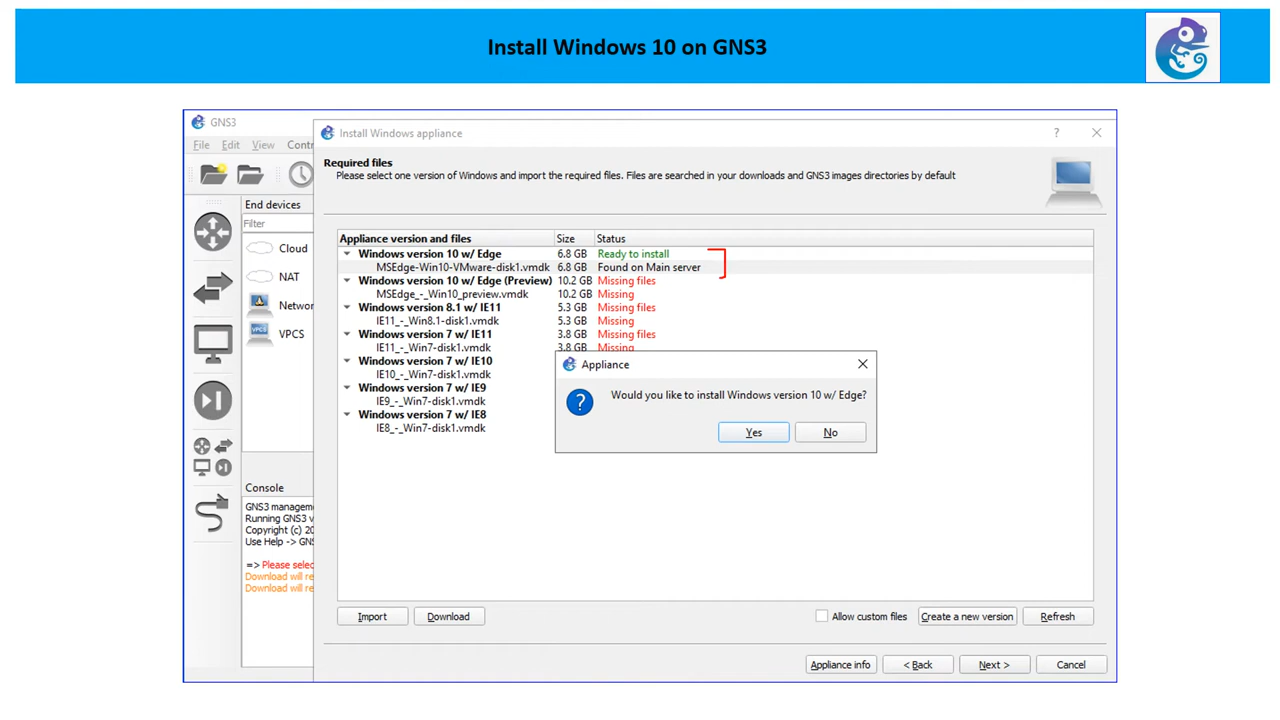 Install Windows 10 on GNS3
GNS3
File Edit View Contr
Install Windows appliance ?
Required files
Please select one version of Windows and import the required files. Files are searched in your downloads and GNS3 images directories by default
End devices
Filter
Cloud
NAT
Networ
VPCS
Appliance version and files Size Status
Windows version 10 w/ Edge 6.8 GB Ready to install
MSEdge-Win10-VMware-disk1.vmdk 6.8 GB Found on Main server
Windows version 10 w/ Edge (Preview) 10.2 GB Missing files
MSEdge_-_Win10_preview.vmdk 10.2 GB Missing
Windows version 8.1 w/ IE11 5.3 GB Missing files
IE11_-_Win8.1-disk1.vmdk 5.3 GB Missing
Windows version 7 w/ IE11 3.8 GB Missing files
IE11_-_Win7-disk1.vmdk 3.8 GB Missing
Windows version 7 w/ IE10
IE10_-_Win7-disk1.vmdk
Windows version 7 w/ IE9
IE9_-_Win7-disk1.vmdk
Windows version 7 w/ IE8
IE8_-_Win7-disk1.vmdk
Appliance
Would you like to install Windows version 10 w/ Edge?
Yes No
Console
GNS3 managem
Running GNS3 v
Copyright (c) 20
Use Help -> GNS
=> Please selec
Download will re
Download will re
Import Download Allow custom files Create a new version Refresh
Appliance info < Back Next > Cancel